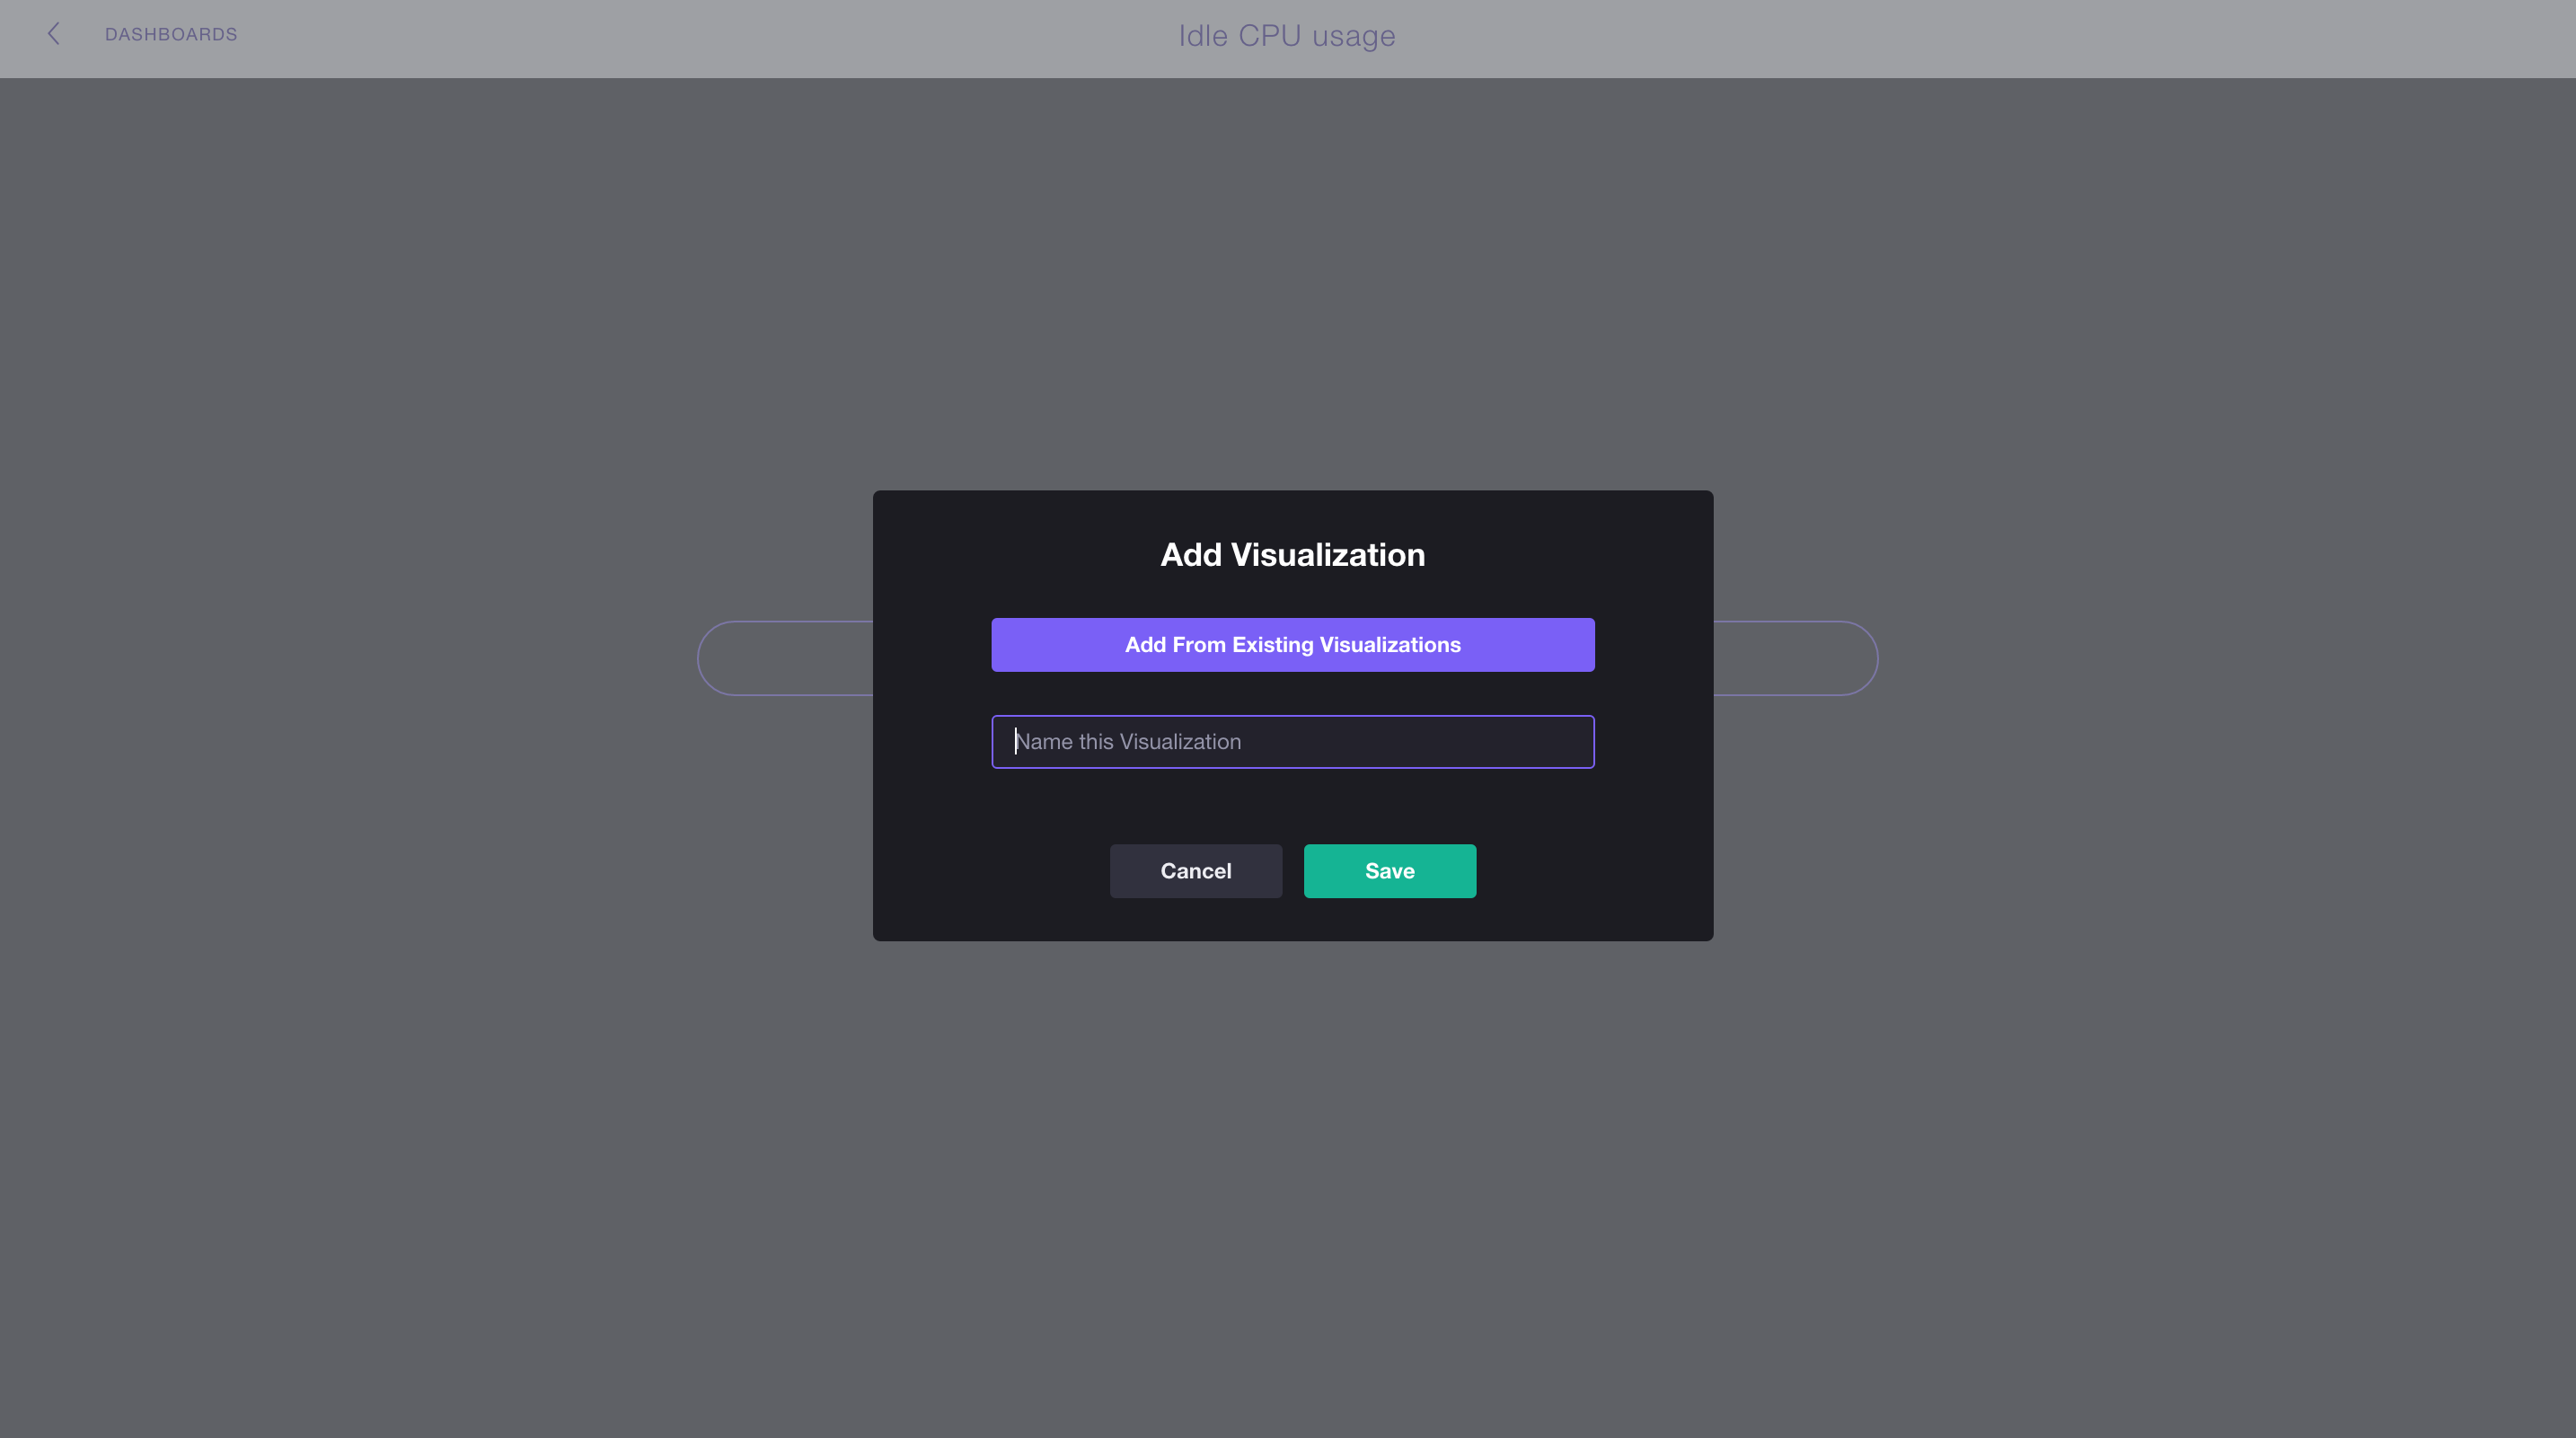 DASHBOARDS
Idle CPU usage
Add Visualization
Add From Existing Visualizations
Name this Visualization
Cancel
Save